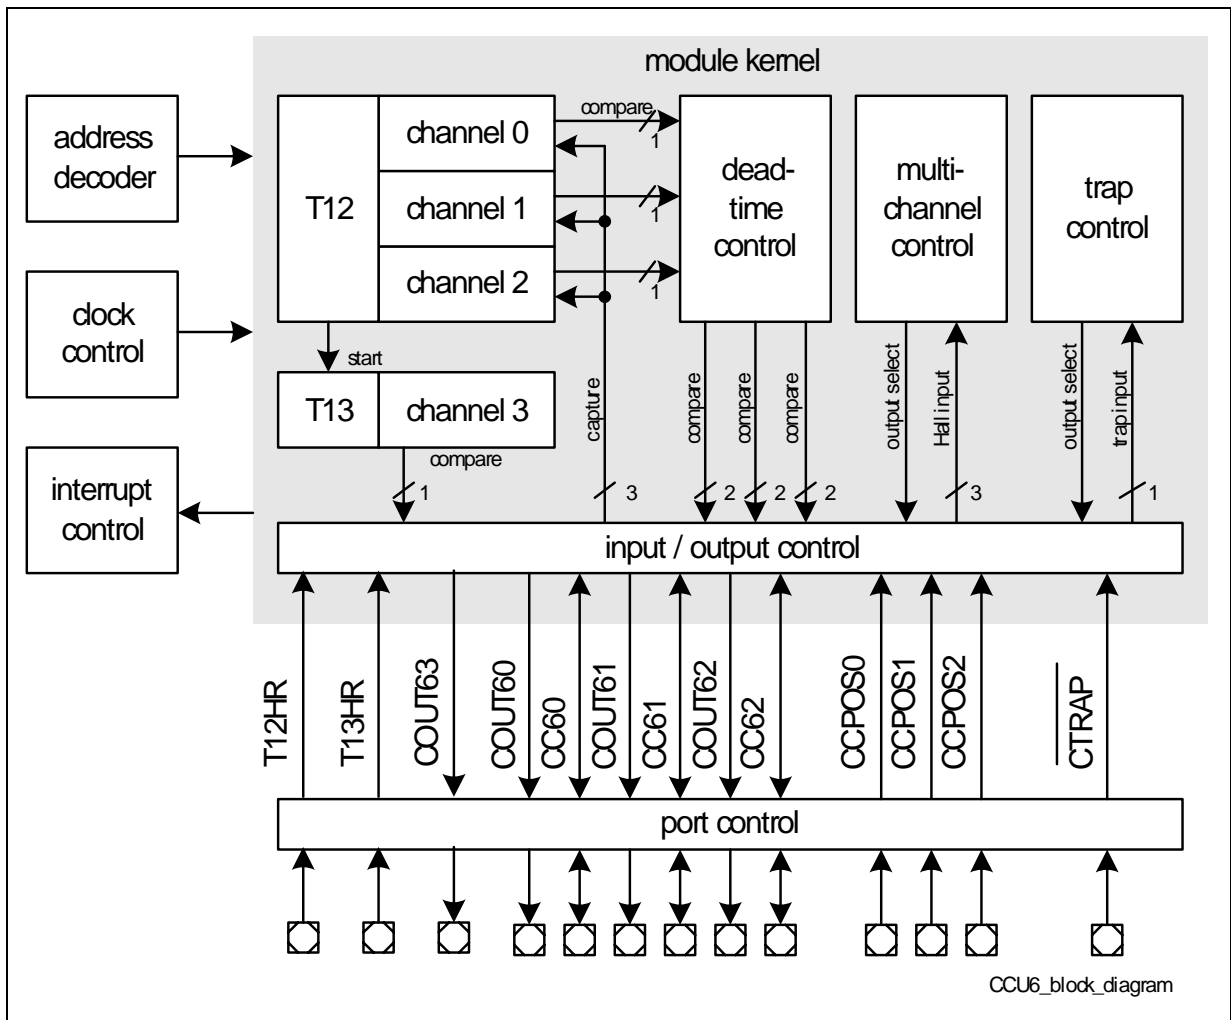 module kernel
address
decoder
clock
control
interrupt
control
T12
channel 0
channel 1
channel 2
compare
1
1
1
dead-
time
control
multi-
channel
control
trap
control
start
T13
channel 3
compare
1
capture
3
compare
2
compare
2
compare
2
output select
Hall input
3
output select
trap input
1
input / output control
T12HR
T13HR
COUT63
COUT60
CC60
COUT61
CC61
COUT62
CC62
CCPOS0
CCPOS1
CCPOS2
CTRAP
port control
CCU6_block_diagram